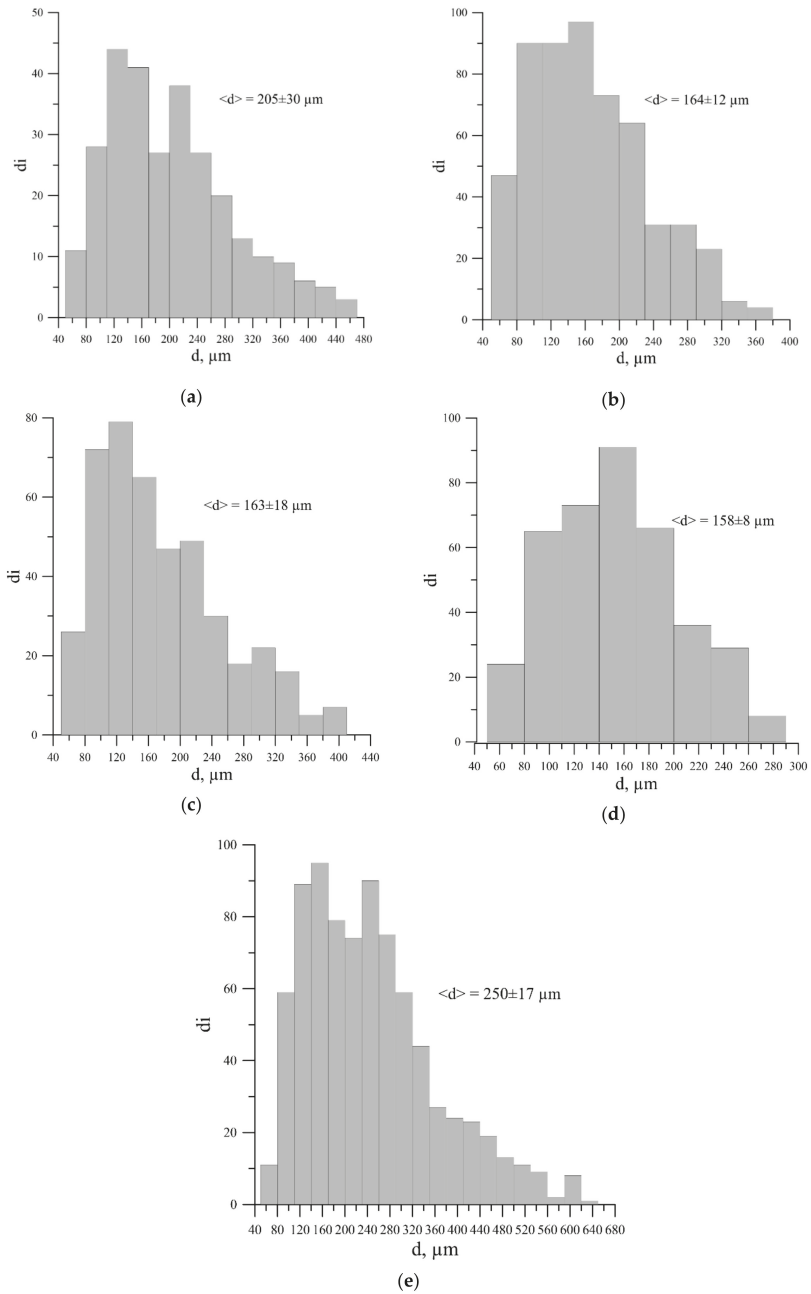 50
40
30
20
10
0
di
<d> = 205±30 µm
40 80 120 160 200 240 280 320 360 400 440 480
d, µm
(a)
100
80
60
40
20
0
di
<d> = 164±12 µm
40 80 120 160 200 240 280 320 360 400
d, µm
(b)
80
60
40
20
0
di
<d> = 163±18 µm
40 80 120 160 200 240 280 320 360 400 440
d, µm
(c)
100
80
60
40
20
0
di
<d> = 158±8 µm
40 60 80 100 120 140 160 180 200 220 240 260 280 300
d, µm
(d)
100
80
60
40
20
0
di
<d> = 250±17 µm
40 80 120 160 200 240 280 320 360 400 440 480 520 560 600 640 680
d, µm
(e)